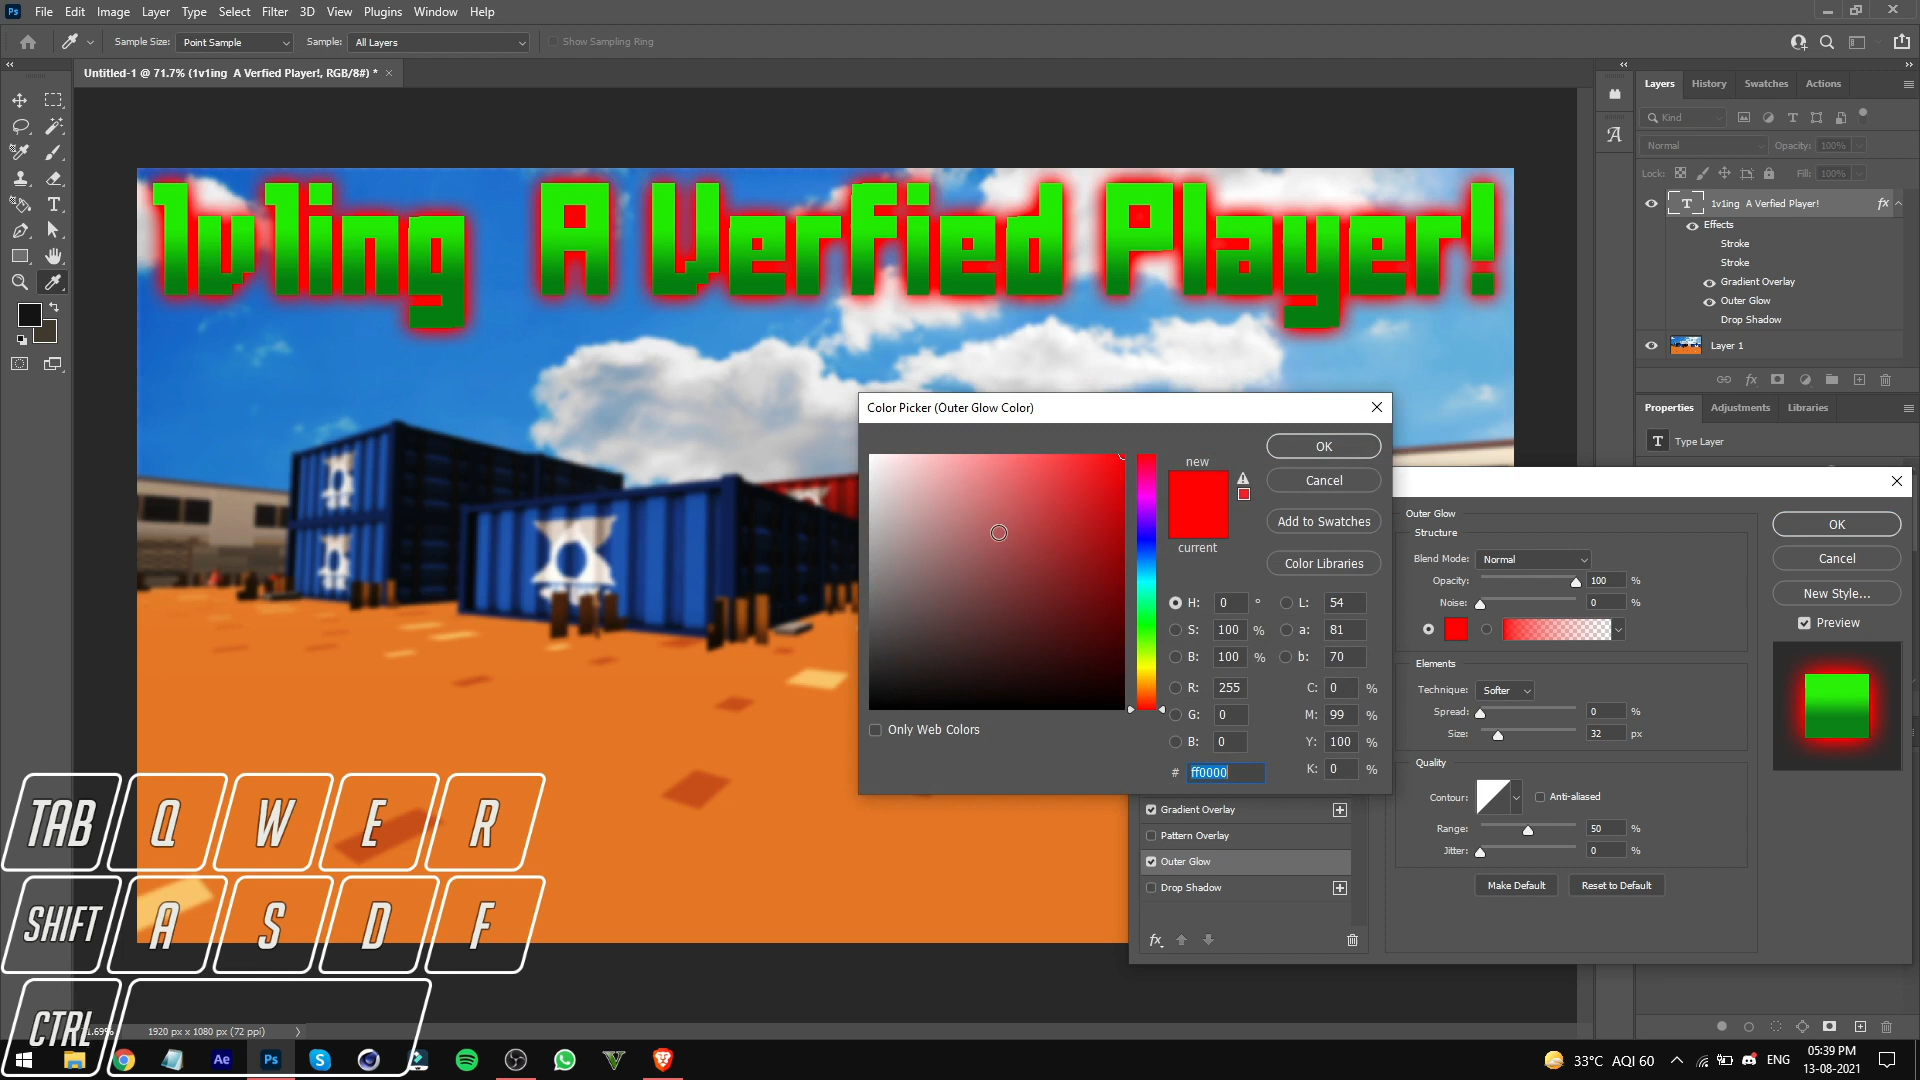 Ps File Edit Image Layer Type Select Filter 3D View Plugins Window Help
Sample Size: Point Sample Sample: All Layers Show Sampling Ring
Untitled-1 @ 71.7% (1v1ing  A Verfied Player!, RGB/8#) *
Layers History Swatches Actions
Kind
Normal Opacity: 100%
Lock: Fill: 100%
T 1v1ing  A Verfied Player! fx
Effects
Stroke
Stroke
Gradient Overlay
Outer Glow
Drop Shadow
Layer 1
Properties Adjustments Libraries
T Type Layer
1v1ing  A Verfied Player!
Color Picker (Outer Glow Color)
new
current
OK
Cancel
Add to Swatches
Color Libraries
H: 0 ° L: 54
S: 100 % a: 81
B: 100 % b: 70
R: 255 C: 0 %
G: 0 M: 99 %
B: 0 Y: 100 %
# ff0000 K: 0 %
Only Web Colors
Outer Glow
Structure
Blend Mode: Normal
Opacity: 100 %
Noise: 0 %
Elements
Technique: Softer
Spread: 0 %
Size: 32 px
Quality
Contour: Anti-aliased
Range: 50 %
Jitter: 0 %
Make Default Reset to Default
OK
Cancel
New Style...
Preview
Gradient Overlay
Pattern Overlay
Outer Glow
Drop Shadow
fx
TAB Q W E R
SHIFT A S D F
CTRL
1.69% 1920 px x 1080 px (72 ppi)
Ae Ps
33°C AQI 60 ENG 05:39 PM
13-08-2021